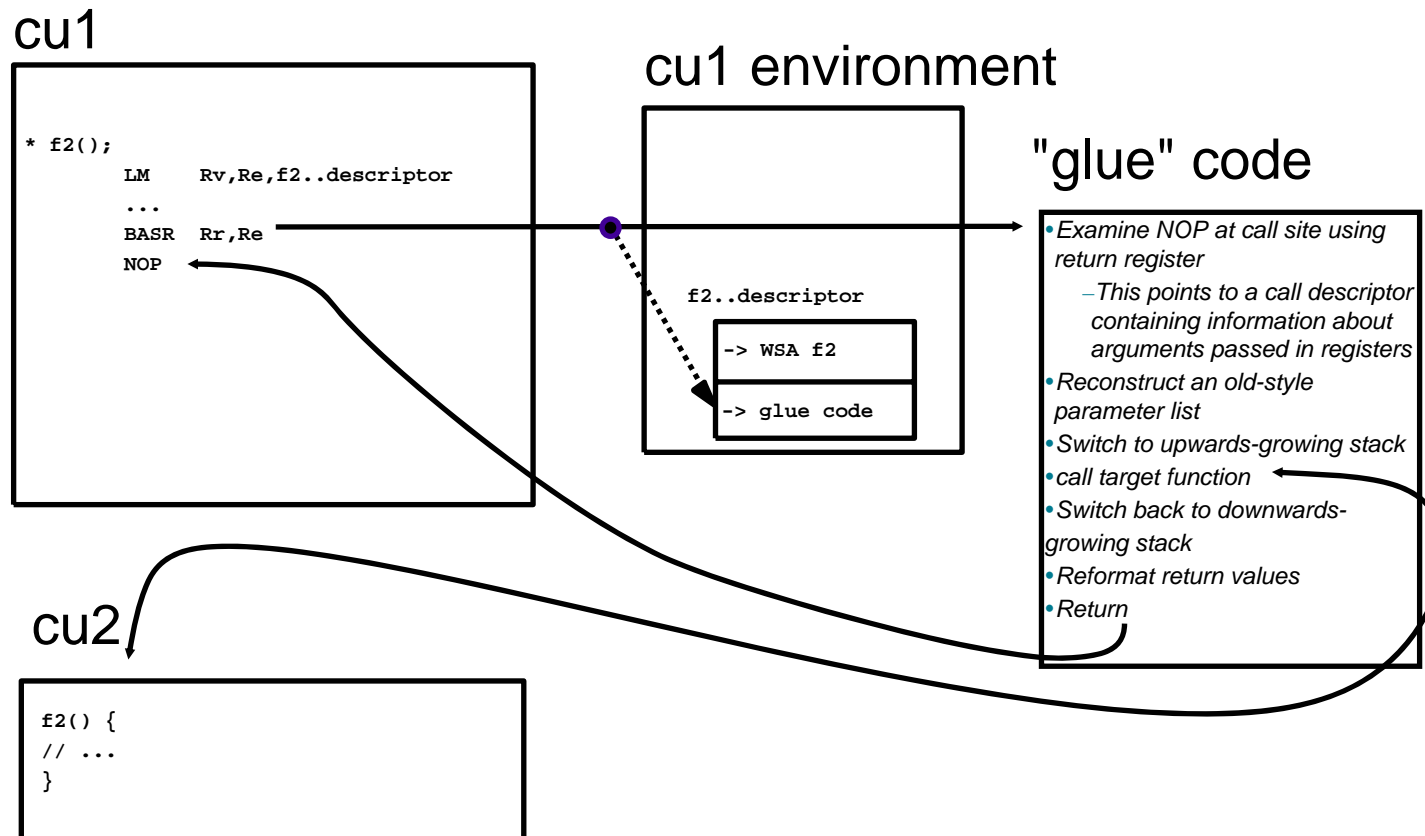 cu1
* f2();
LM Rv,Re,f2..descriptor
...
BASR Rr,Re
NOP
cu1 environment
f2..descriptor
-> WSA f2
-> glue code
"glue" code
•Examine NOP at call site using
return register
–This points to a call descriptor
containing information about
arguments passed in registers
•Reconstruct an old-style
parameter list
•Switch to upwards-growing stack
•call target function
•Switch back to downwards-
growing stack
•Reformat return values
•Return
cu2
f2() {
// ...
}